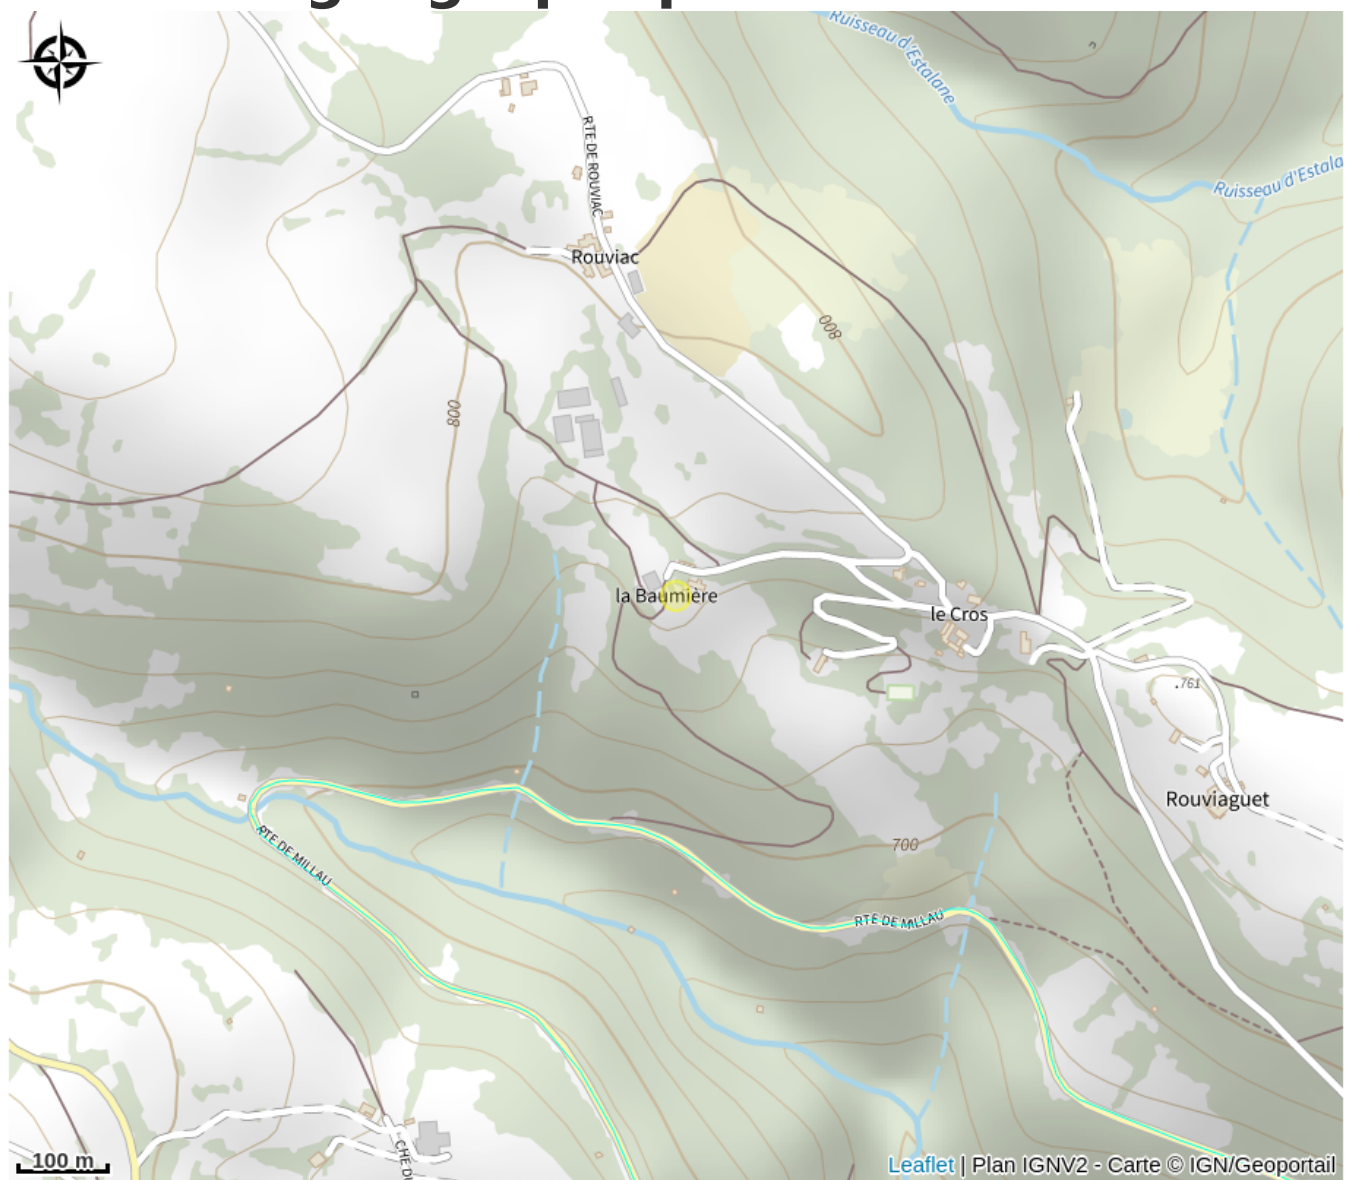 Ruisseau d'Estalane
Ruisseau d'Estala
RTE DE ROUVIAC
Rouviac
800
800
la Baumière
le Cros
.761
Rouviaguet
700
RTE DE MILLAU
RTE DE MILLAU
CHE D
100 m
Leaflet | Plan IGNV2 - Carte © IGN/Geoportail